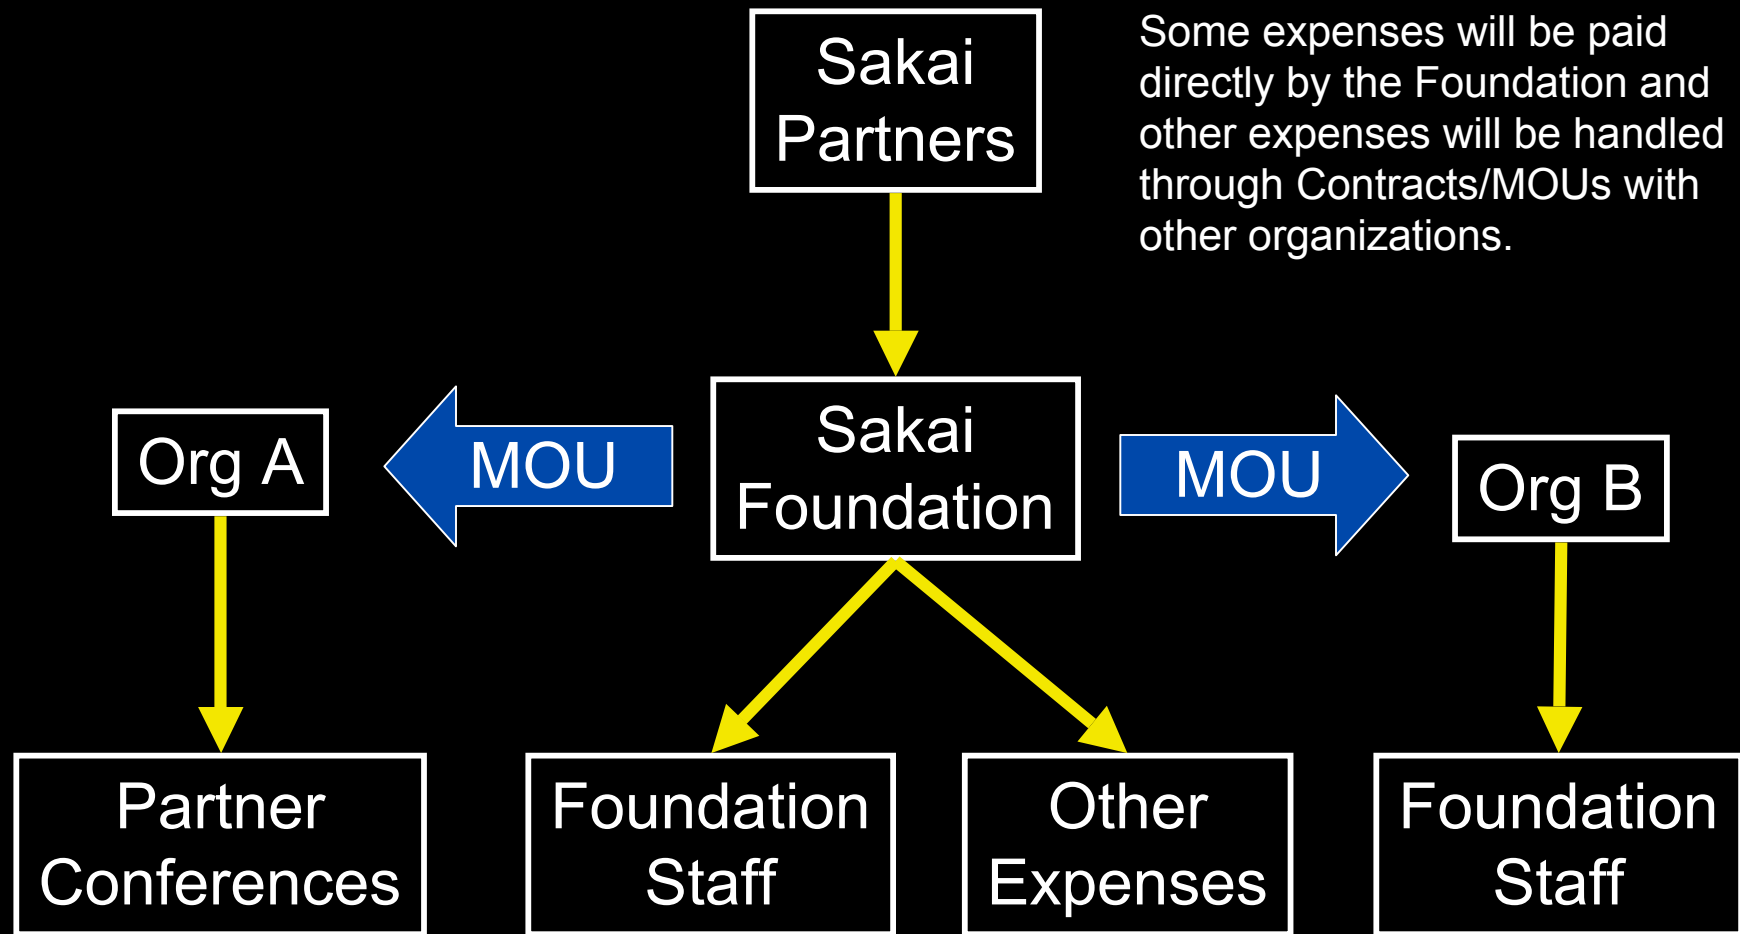 Sakai
Partners
Some expenses will be paid
directly by the Foundation and
other expenses will be handled
through Contracts/MOUs with
other organizations.
Org A
MOU
Sakai
Foundation
MOU
Org B
Partner
Conferences
Foundation
Staff
Other
Expenses
Foundation
Staff